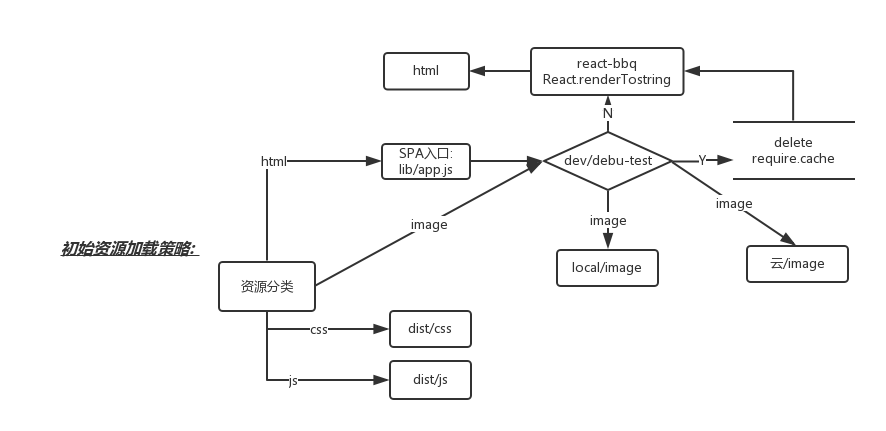 react-bbq
React.renderTostring
html
N
delete
require.cache
html
SPA入口:
lib/app.js
dev/debu-test
Y
image
image
image
初始资源加载策略:
资源分类
local/image
云/image
css
dist/css
js
dist/js